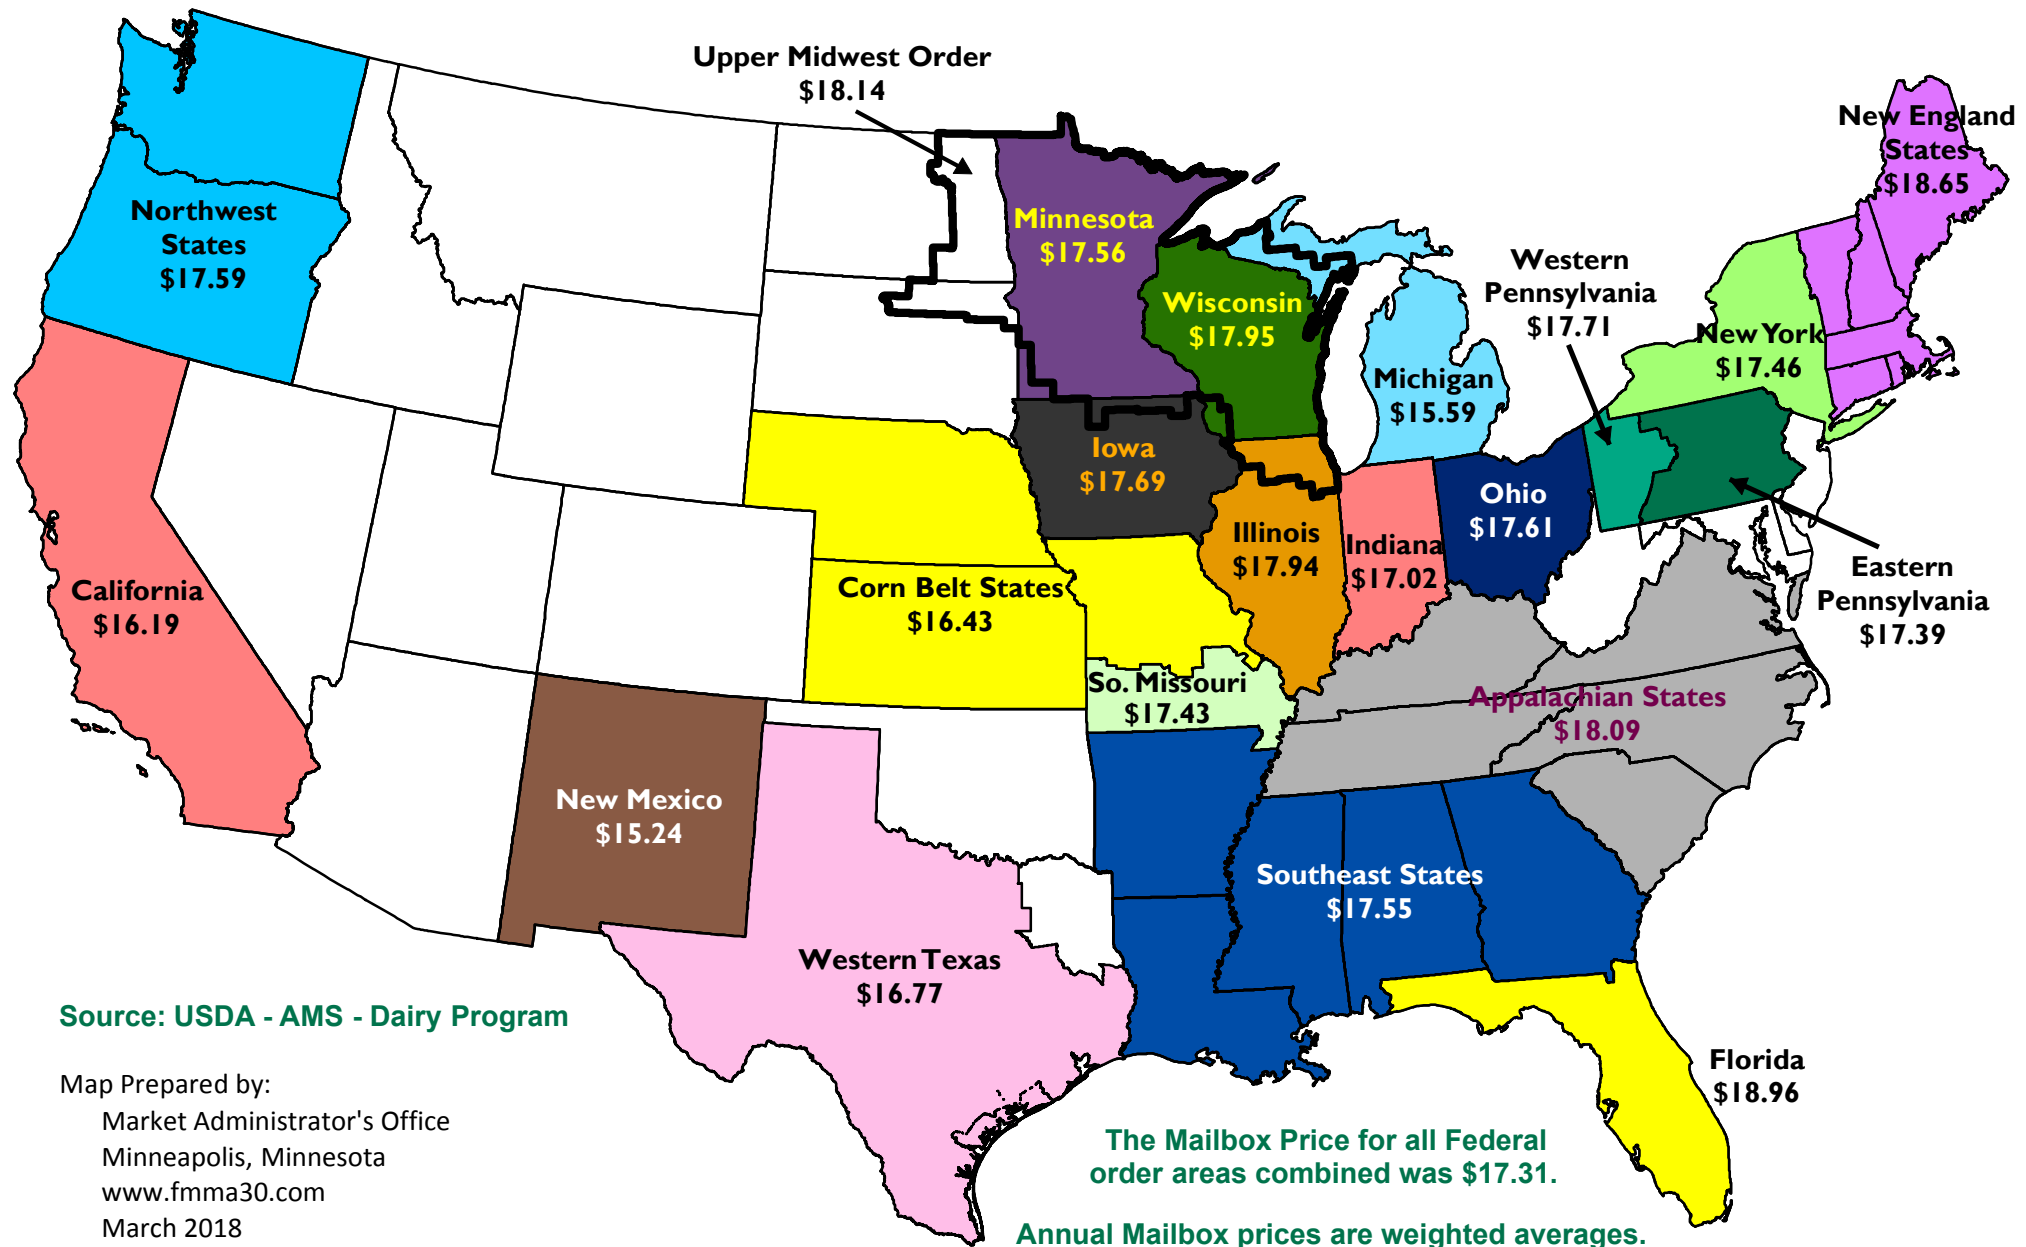 Upper Midwest Order
$18.14
New England
States
$18.65
Northwest
States
$17.59
Minnesota
$17.56
Western
Pennsylvania
$17.71
Wisconsin
$17.95
New York
$17.46
Michigan
$15.59
Iowa
$17.69
Ohio
$17.61
Illinois
$17.94
Indiana
$17.02
Eastern
Pennsylvania
$17.39
California
$16.19
Corn Belt States
$16.43
So. Missouri
$17.43
Appalachian States
$18.09
New Mexico
$15.24
Southeast States
$17.55
Western Texas
$16.77
Florida
$18.96
Source: USDA - AMS - Dairy Program
Map Prepared by:
Market Administrator's Office
Minneapolis, Minnesota
www.fmma30.com
March 2018
The Mailbox Price for all Federal
order areas combined was $17.31.
Annual Mailbox prices are weighted averages.